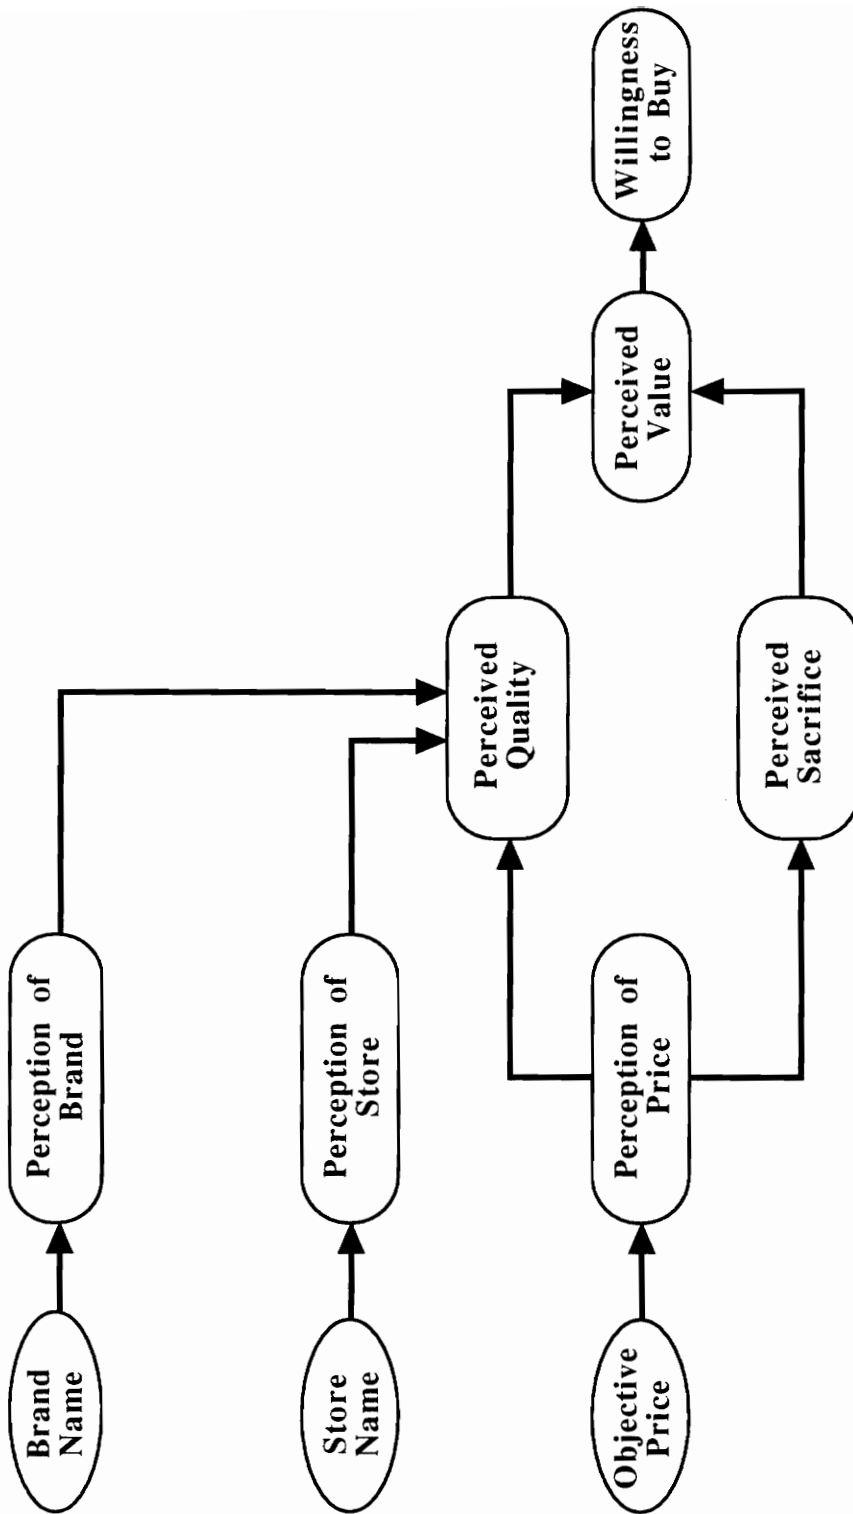 Brand
Name
Perception of
Brand
Store
Name
Perception of
Store
Objective
Price
Perception of
Price
Perceived
Quality
Perceived
Sacrifice
Perceived
Value
Willingness
to Buy